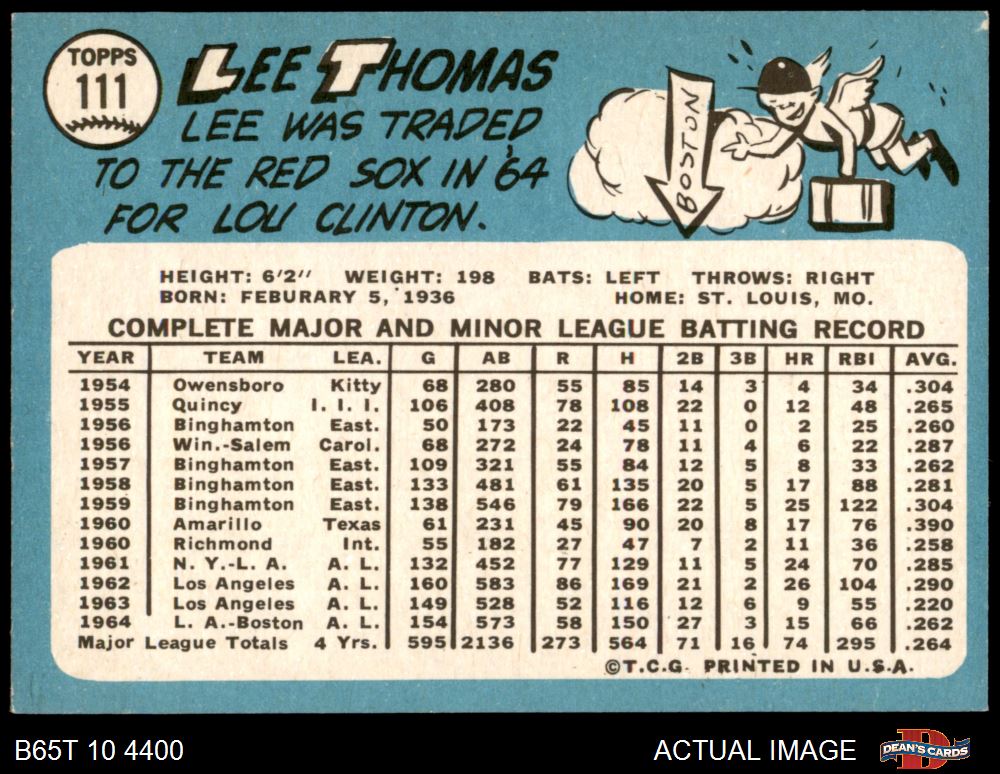 TOPPS
111
LEE THOMAS
LEE WAS TRADED
TO THE RED SOX IN '64
FOR LOU CLINTON.
BOSTON
HEIGHT: 6'2" WEIGHT: 198 BATS: LEFT THROWS: RIGHT
BORN: FEBURARY 5, 1936 HOME: ST. LOUIS, MO.
COMPLETE MAJOR AND MINOR LEAGUE BATTING RECORD
YEAR TEAM LEA. G AB R H 2B 3B HR RBI AVG.
1954 Owensboro Kitty 68 280 55 85 14 3 4 34 .304
1955 Quincy I. I. I. 106 408 78 108 22 0 12 48 .265
1956 Binghamton East. 50 173 22 45 11 0 2 25 .260
1956 Win.-Salem Carol. 68 272 24 78 11 4 6 22 .287
1957 Binghamton East. 109 321 55 84 12 5 8 33 .262
1958 Binghamton East. 133 481 61 135 20 5 17 88 .281
1959 Binghamton East. 138 546 79 166 22 5 25 122 .304
1960 Amarillo Texas 61 231 45 90 20 8 17 76 .390
1960 Richmond Int. 55 182 27 47 7 2 11 36 .258
1961 N. Y.-L. A. A. L. 132 452 77 129 11 5 24 70 .285
1962 Los Angeles A. L. 160 583 86 169 21 2 26 104 .290
1963 Los Angeles A. L. 149 528 52 116 12 6 9 55 .220
1964 L. A.-Boston A. L. 154 573 58 150 27 3 15 66 .262
Major League Totals 4 Yrs. 595 2136 273 564 71 16 74 295 .264
©T.C.G. PRINTED IN U.S.A.
B65T 10 4400 ACTUAL IMAGE DEAN'S CARDS